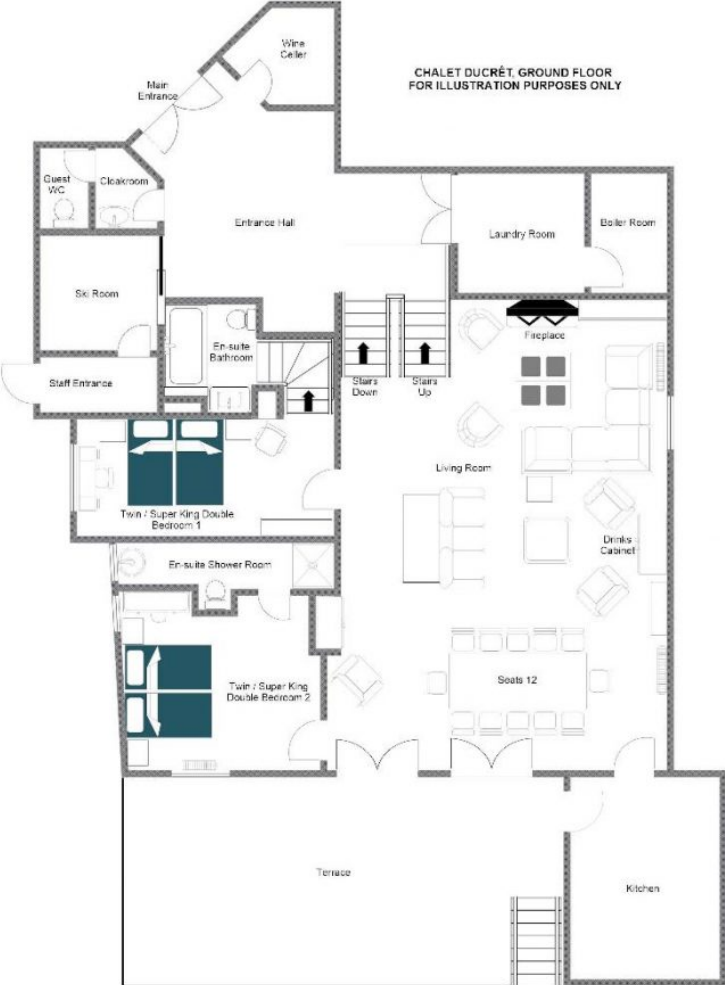 Wine
Celler
CHALET DUCRÊT, GROUND FLOOR
FOR ILLUSTRATION PURPOSES ONLY
Main
Entrance
Guest
WC
Cloakroom
Entrance Hall
Laundry Room
Boiler Room
Ski Room
Fireplace
En-suite
Bathroom
Staff Entrance
Stairs
Down
Stairs
Up
Living Room
Twin / Super King Double
Bedroom 1
Drinks
Cabinet
En-suite Shower Room
Twin / Super King
Double Bedroom 2
Seats 12
Terrace
Kitchen